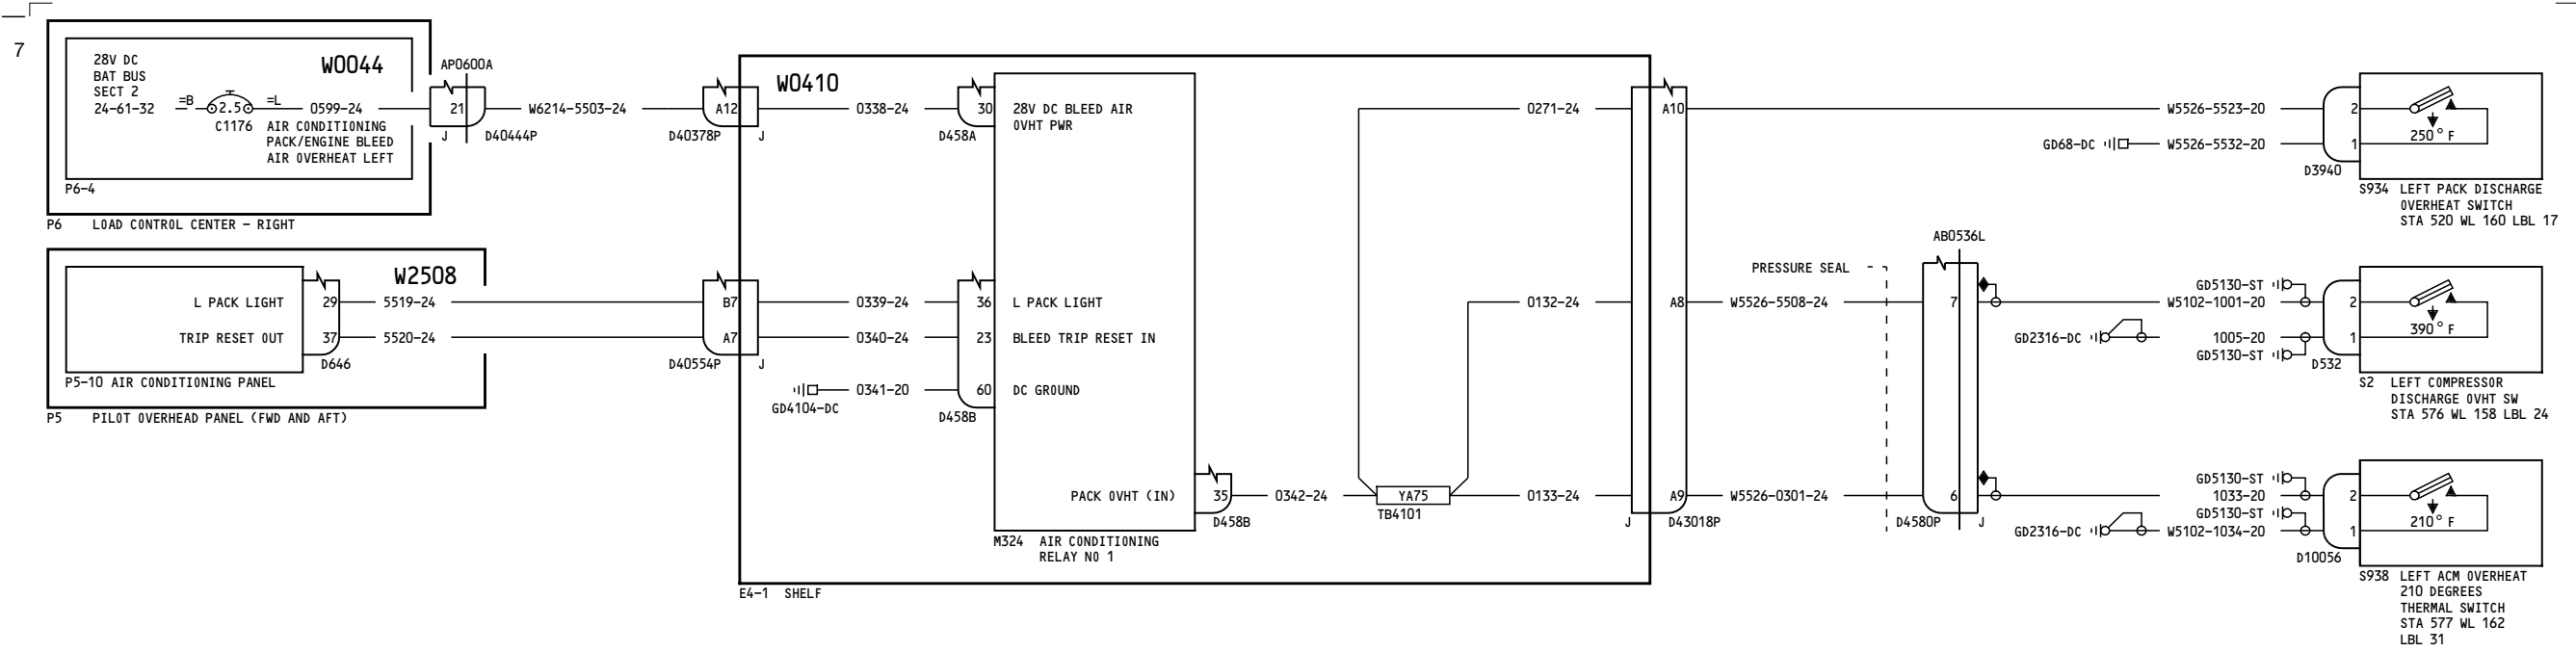 7
28V DC
BAT BUS
SECT 2
24-61-32
=B
2.5
=L
C1176
0599-24
AIR CONDITIONING
PACK/ENGINE BLEED
AIR OVERHEAT LEFT
W0044
P6-4
P6 LOAD CONTROL CENTER - RIGHT
AP0600A
21
J
D40444P
W6214-5503-24
A12
D40378P
J
W0410
0338-24
30
D458A
28V DC BLEED AIR
OVHT PWR
W2508
L PACK LIGHT
29
5519-24
TRIP RESET OUT
37
5520-24
D646
P5-10 AIR CONDITIONING PANEL
P5 PILOT OVERHEAD PANEL (FWD AND AFT)
B7
A7
D40554P
J
0339-24
36
L PACK LIGHT
0340-24
23
BLEED TRIP RESET IN
GD4104-DC
0341-20
60
DC GROUND
D458B
PACK OVHT (IN)
35
D458B
0342-24
YA75
TB4101
M324 AIR CONDITIONING
RELAY NO 1
E4-1 SHELF
0271-24
A10
0132-24
A8
0133-24
A9
J
D43018P
W5526-5508-24
W5526-0301-24
PRESSURE SEAL
AB0536L
7
6
D4580P
J
W5526-5523-20
2
GD68-DC
W5526-5532-20
1
D3940
250°F
S934 LEFT PACK DISCHARGE
OVERHEAT SWITCH
STA 520 WL 160 LBL 17
GD5130-ST
W5102-1001-20
2
GD2316-DC
1005-20
1
GD5130-ST
D532
390°F
S2 LEFT COMPRESSOR
DISCHARGE OVHT SW
STA 576 WL 158 LBL 24
GD5130-ST
1033-20
2
GD5130-ST
GD2316-DC
W5102-1034-20
1
D10056
210°F
S938 LEFT ACM OVERHEAT
210 DEGREES
THERMAL SWITCH
STA 577 WL 162
LBL 31